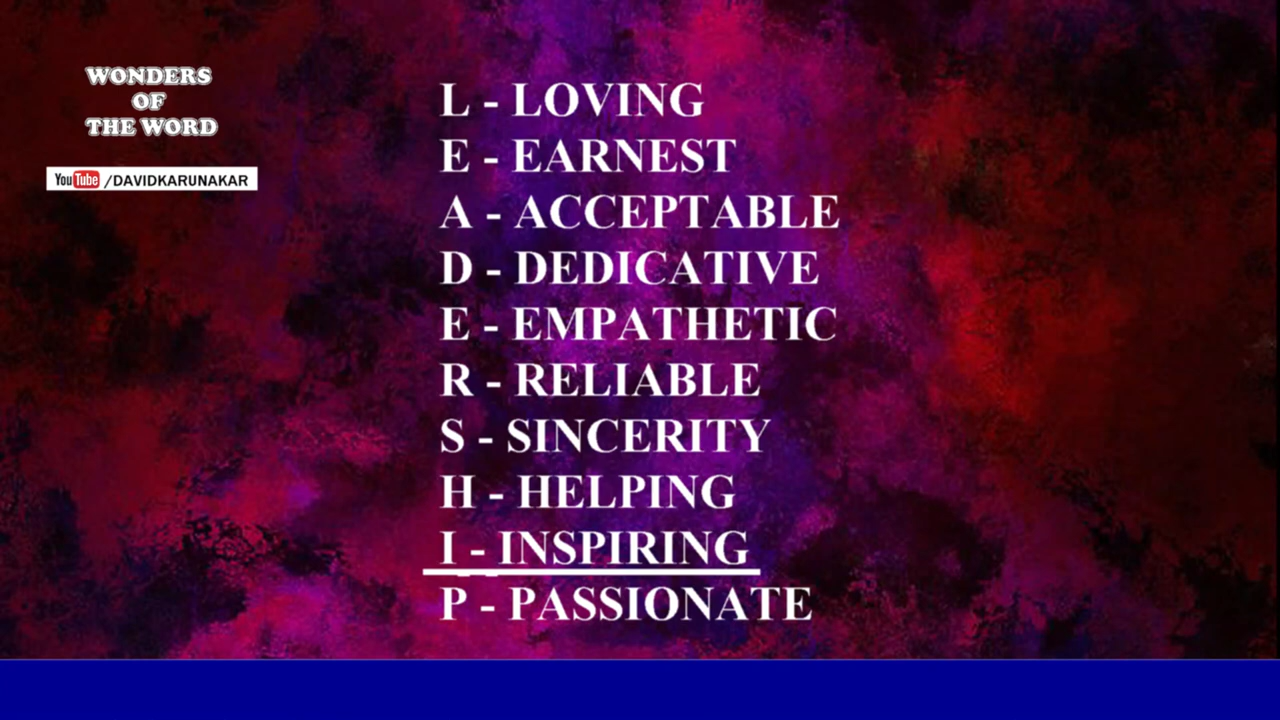 WONDERS
OF
THE WORD
YouTube /DAVIDKARUNAKAR
L - LOVING
E - EARNEST
A - ACCEPTABLE
D - DEDICATIVE
E - EMPATHETIC
R - RELIABLE
S - SINCERITY
H - HELPING
I - INSPIRING
P - PASSIONATE